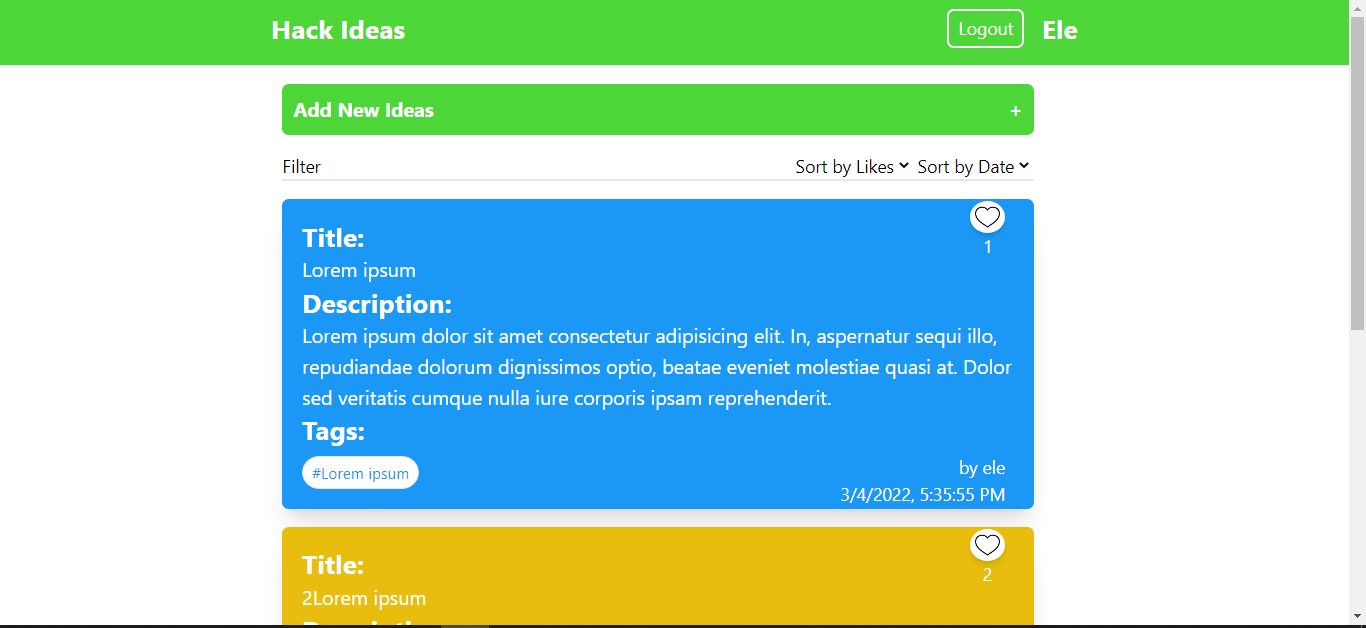 Hack Ideas
Logout
Ele
Add New Ideas
+
Filter
Sort by Likes
Sort by Date
Title:
1
Lorem ipsum
Description:
Lorem ipsum dolor sit amet consectetur adipisicing elit. In, aspernatur sequi illo,
repudiandae dolorum dignissimos optio, beatae eveniet molestiae quasi at. Dolor
sed veritatis cumque nulla iure corporis ipsam reprehenderit.
Tags:
#Lorem ipsum
by ele
3/4/2022, 5:35:55 PM
Title:
2
2Lorem ipsum